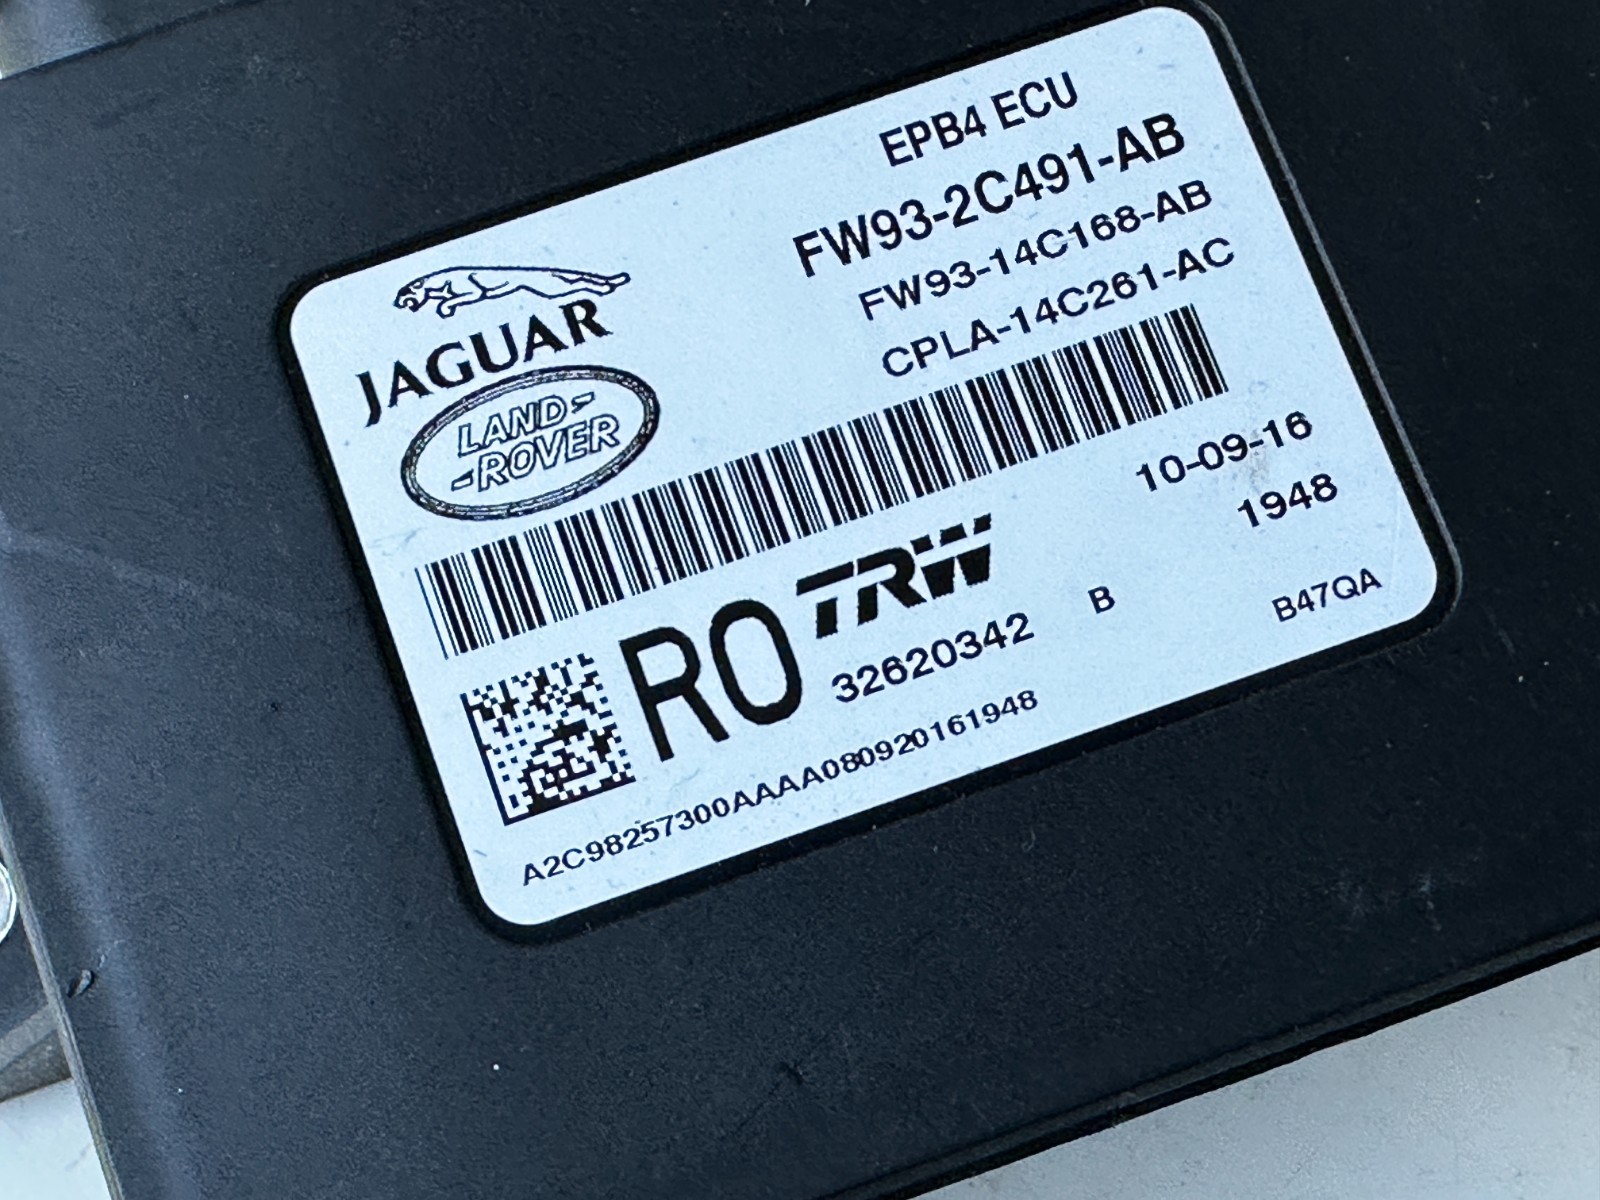 EPB4 ECU
FW93-2C491-AB
FW93-14C168-AB
CPLA-14C261-AC
JAGUAR
LAND-
-ROVER
10-09-16
1948
RO TRW
32620342 B B47QA
A2C98257300AAAA080920161948